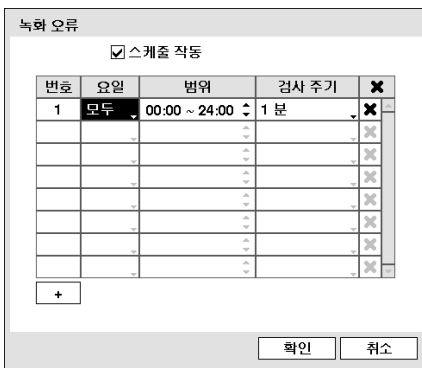 녹화 오류
스케줄 작동
번호 요일 범위 검사 주기 ✖
1 모두 00:00 ~ 24:00 1 분 ✖
+
확인 취소